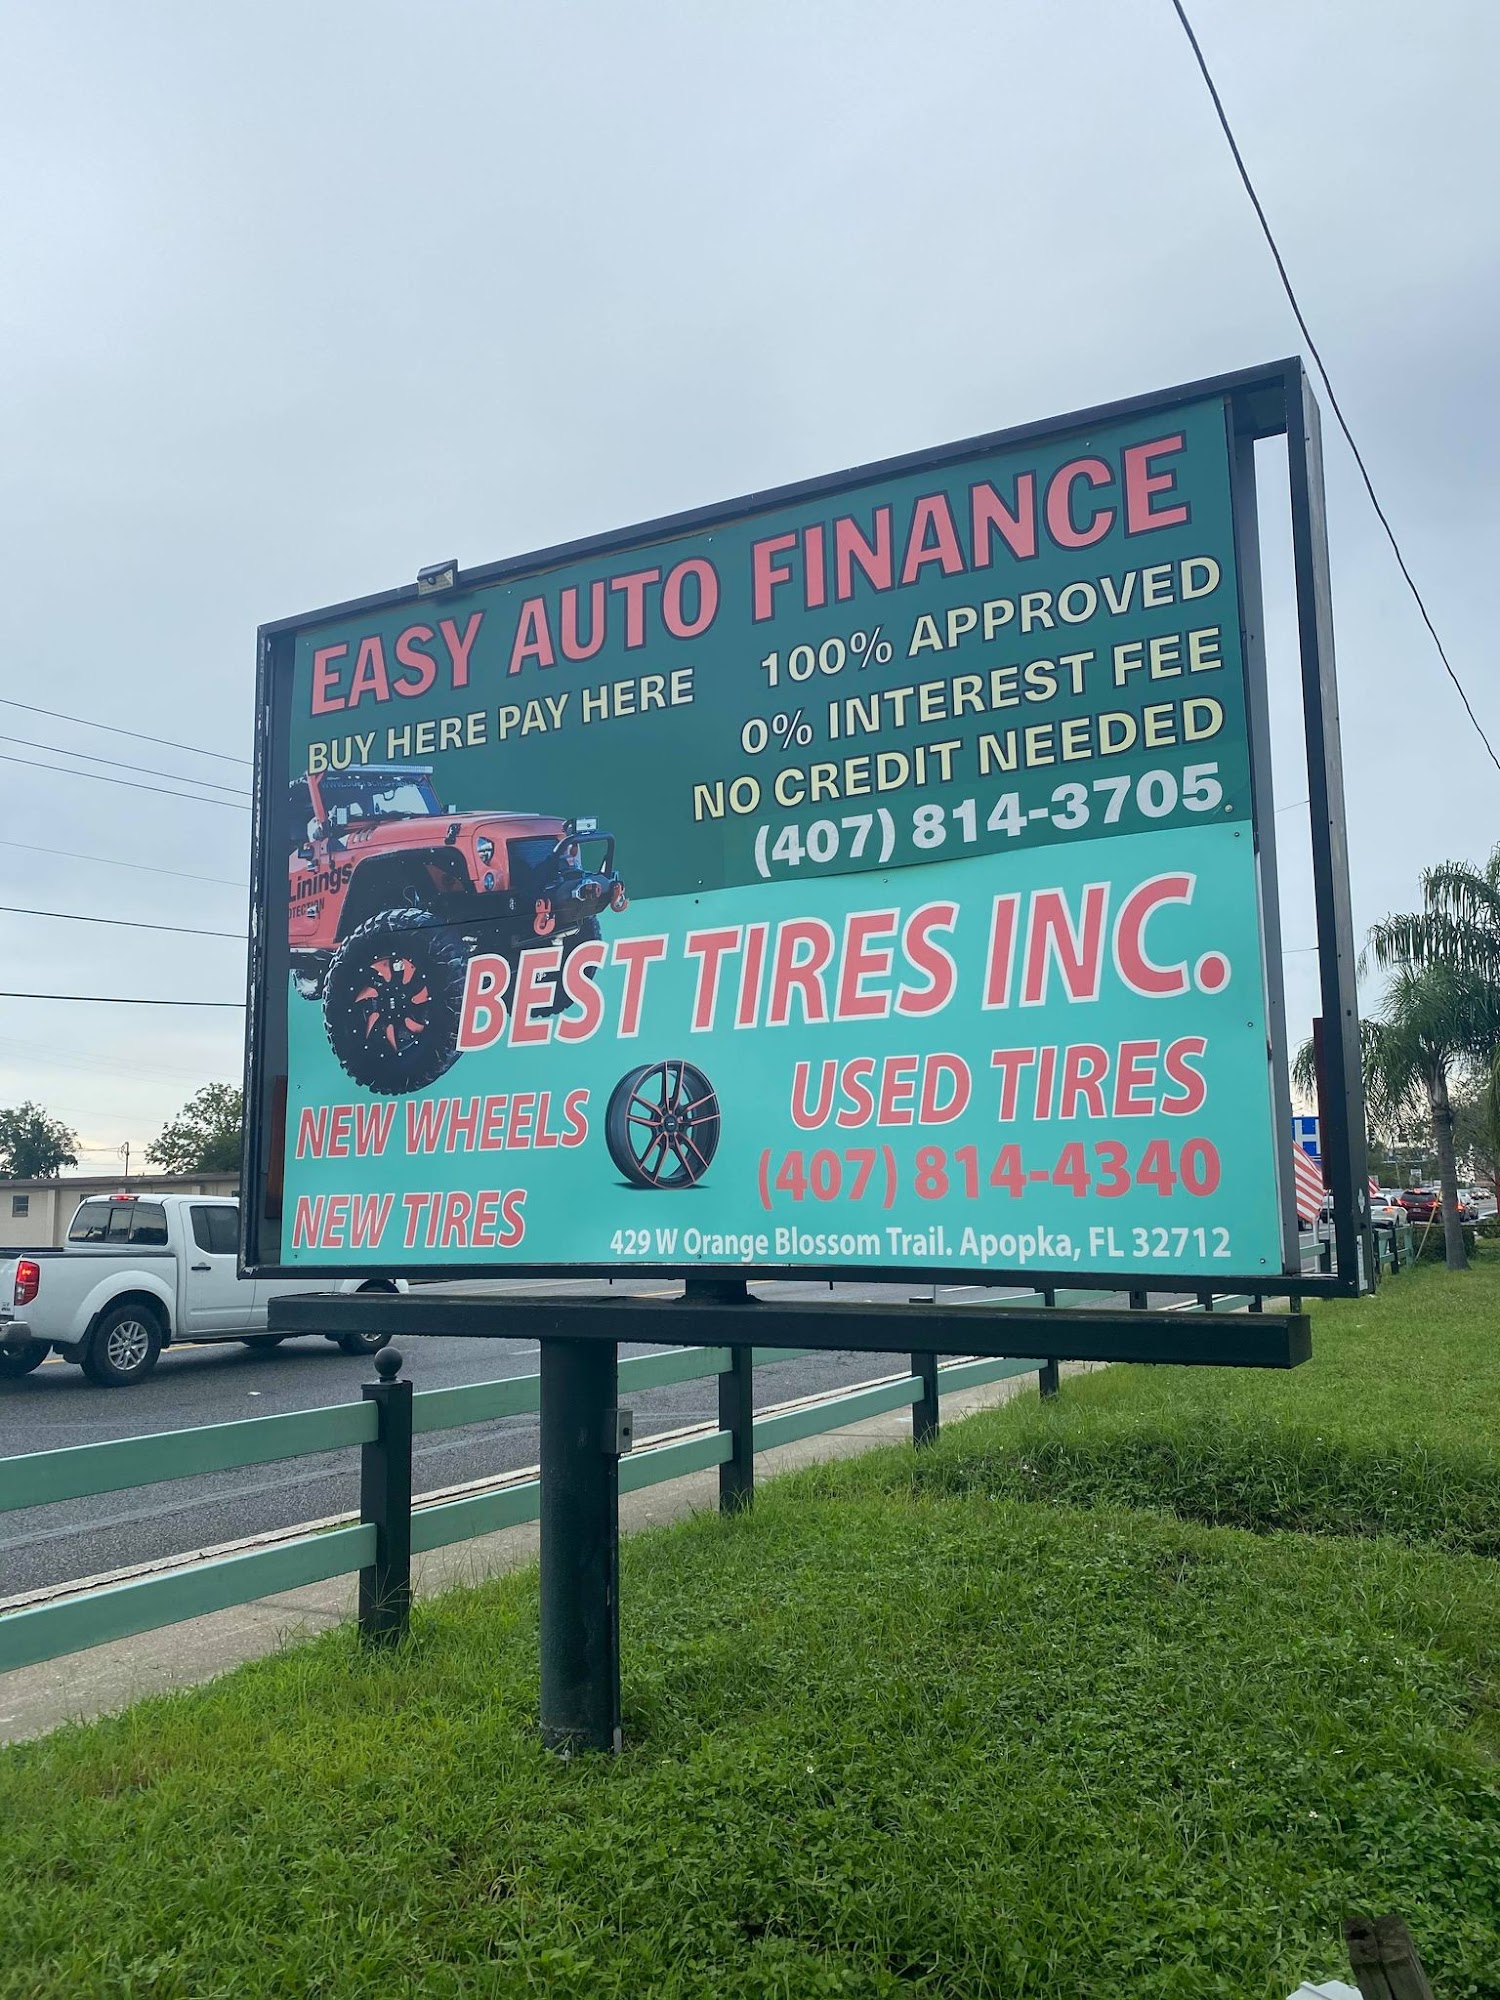 EASY AUTO FINANCE
BUY HERE PAY HERE
100% APPROVED
0% INTEREST FEE
NO CREDIT NEEDED
(407) 814-3705
Linings
BEST TIRES INC.
NEW WHEELS
USED TIRES
(407) 814-4340
NEW TIRES
429 W Orange Blossom Trail. Apopka, FL 32712